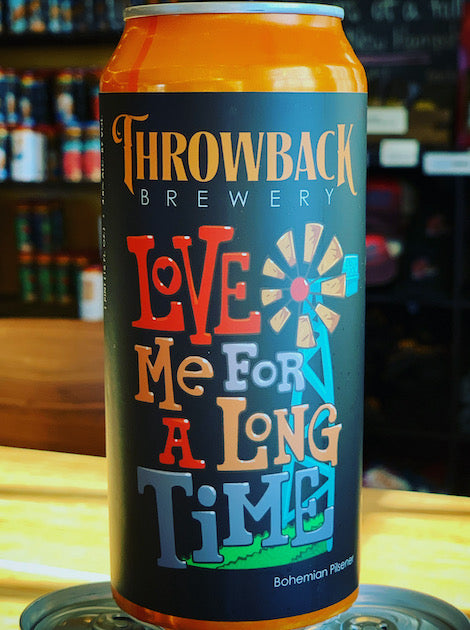 THROWBACK
BREWERY
LOVE
Me FOR
A LONG
TiME
Bohemian Pilsener